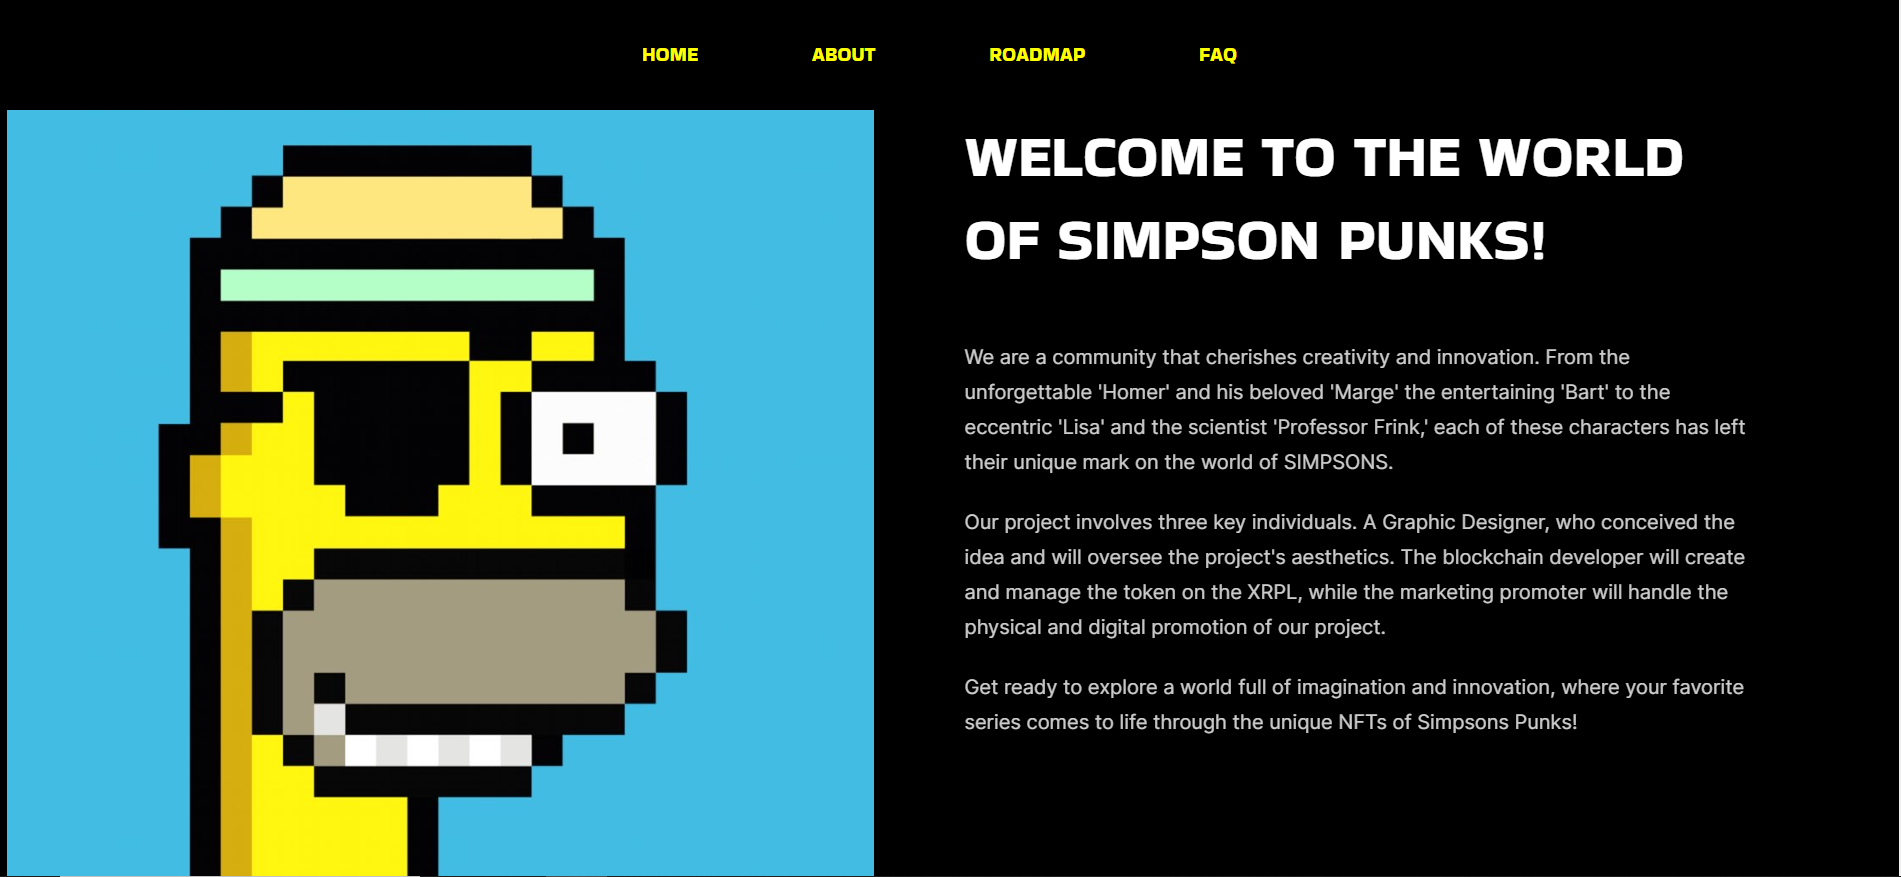 HOME ABOUT ROADMAP FAQ
WELCOME TO THE WORLD
OF SIMPSON PUNKS!
We are a community that cherishes creativity and innovation. From the
unforgettable 'Homer' and his beloved 'Marge' the entertaining 'Bart' to the
eccentric 'Lisa' and the scientist 'Professor Frink,' each of these characters has left
their unique mark on the world of SIMPSONS.
Our project involves three key individuals. A Graphic Designer, who conceived the
idea and will oversee the project's aesthetics. The blockchain developer will create
and manage the token on the XRPL, while the marketing promoter will handle the
physical and digital promotion of our project.
Get ready to explore a world full of imagination and innovation, where your favorite
series comes to life through the unique NFTs of Simpsons Punks!